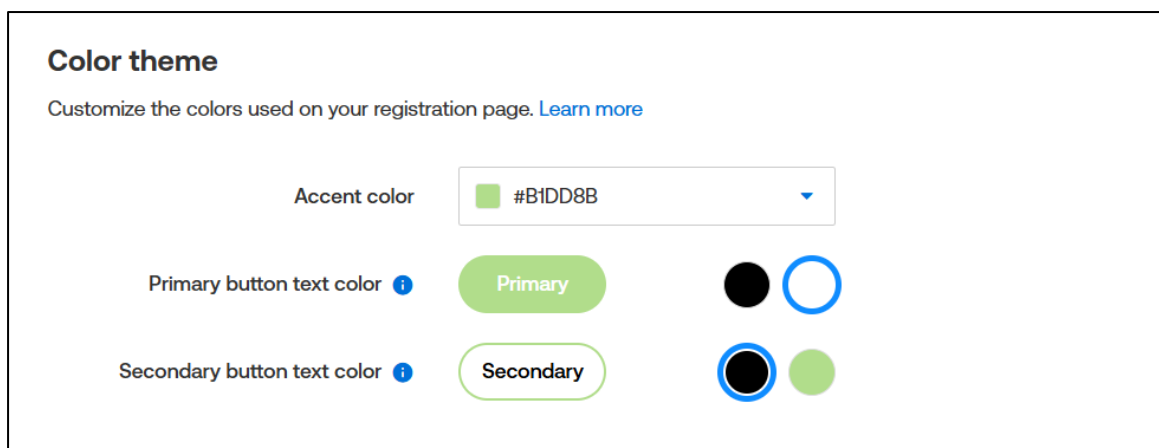 Color theme
Customize the colors used on your registration page. Learn more
Accent color #B1DD8B
Primary button text color Primary
Secondary button text color Secondary